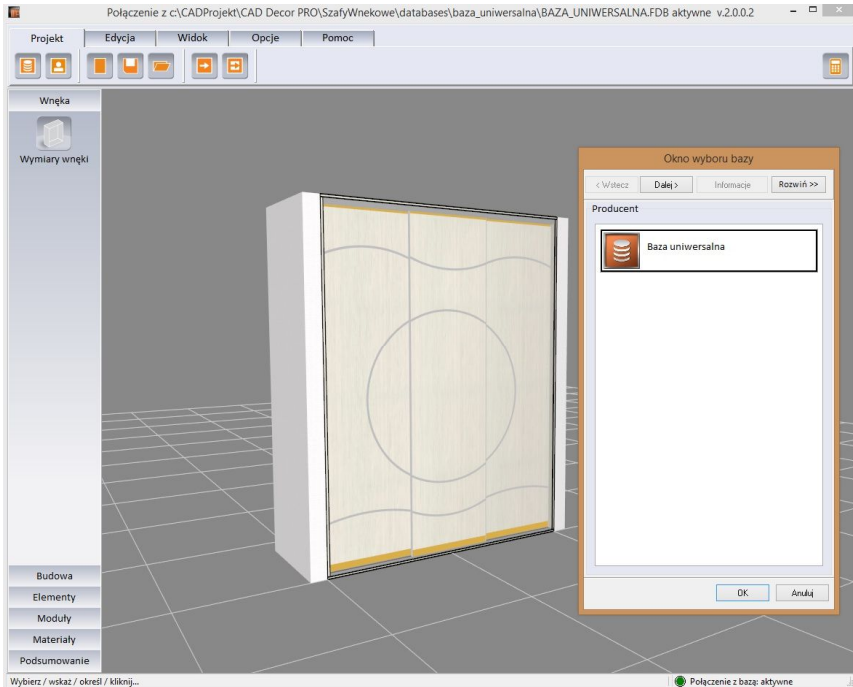 Połączenie z c:\CADProjekt\CAD Decor PRO\SzafyWnekowe\databases\baza_uniwersalna\BAZA_UNIWERSALNA.FDB aktywne v.2.0.0.2
Projekt Edycja Widok Opcje Pomoc
Wnęka
Wymiary wnęki
Okno wyboru bazy
< Wstecz Dalej > Informacje Rozwiń >>
Producent
Baza uniwersalna
OK Anuluj
Budowa
Elementy
Moduły
Materiały
Podsumowanie
Wybierz / wskaż / określ / kliknij... Połączenie z bazą: aktywne